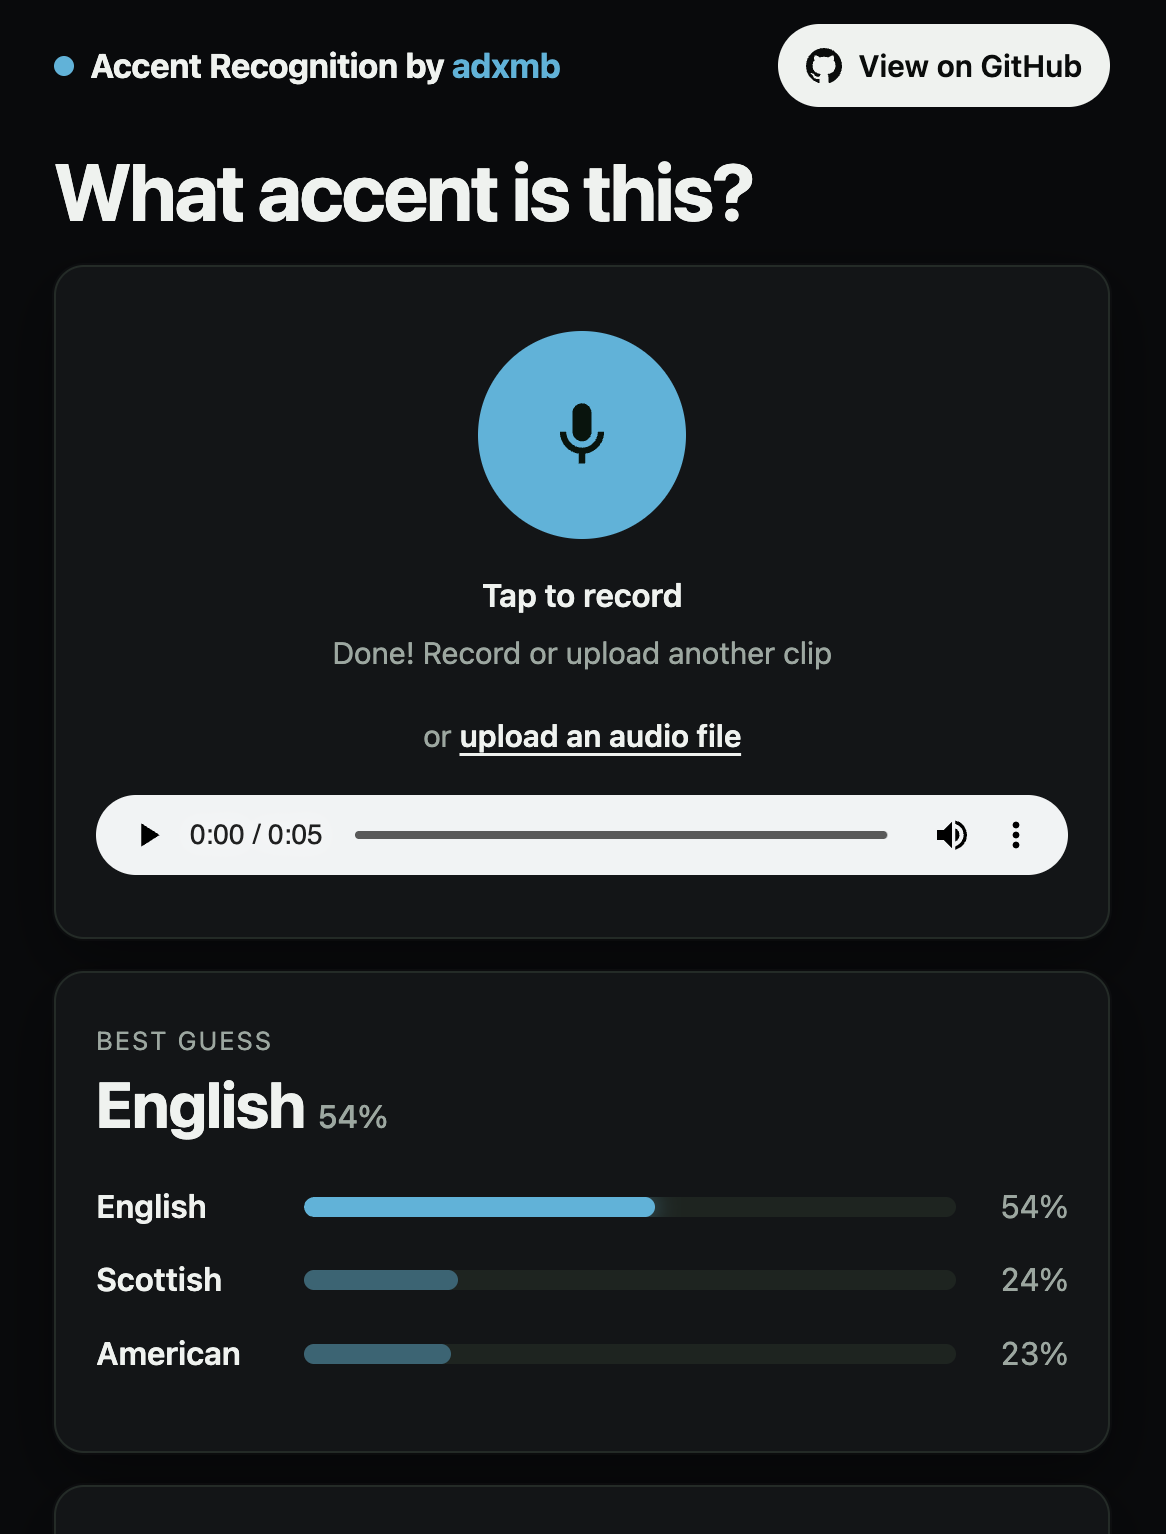 Accent Recognition by adxmb
View on GitHub
What accent is this?
Tap to record
Done! Record or upload another clip
or upload an audio file
0:00 / 0:05
BEST GUESS
English 54%
English 54%
Scottish 24%
American 23%